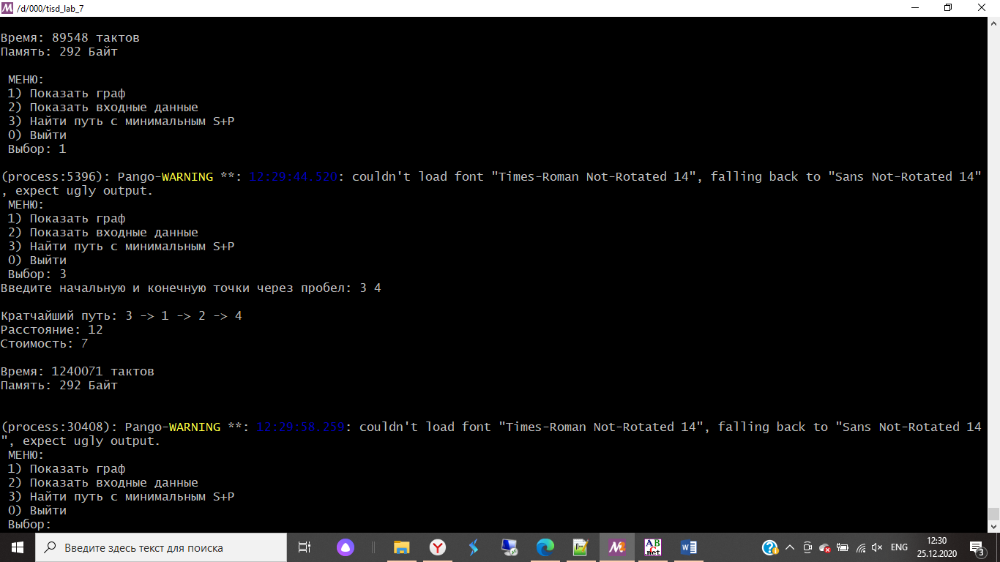 /d/000/tisd_lab_7
Время: 89548 тактов
Память: 292 Байт
МЕНЮ:
1) Показать граф
2) Показать входные данные
3) Найти путь с минимальным S+P
0) Выйти
Выбор: 1
(process:5396): Pango-WARNING **: 12:29:44.520: couldn't load font "Times-Roman Not-Rotated 14", falling back to "Sans Not-Rotated 14"
, expect ugly output.
МЕНЮ:
1) Показать граф
2) Показать входные данные
3) Найти путь с минимальным S+P
0) Выйти
Выбор: 3
Введите начальную и конечную точки через пробел: 3 4
Кратчайший путь: 3 -> 1 -> 2 -> 4
Расстояние: 12
Стоимость: 7
Время: 1240071 тактов
Память: 292 Байт
(process:30408): Pango-WARNING **: 12:29:58.259: couldn't load font "Times-Roman Not-Rotated 14", falling back to "Sans Not-Rotated 14
", expect ugly output.
МЕНЮ:
1) Показать граф
2) Показать входные данные
3) Найти путь с минимальным S+P
0) Выйти
Выбор:
Введите здесь текст для поиска
ENG
12:30
25.12.2020
3